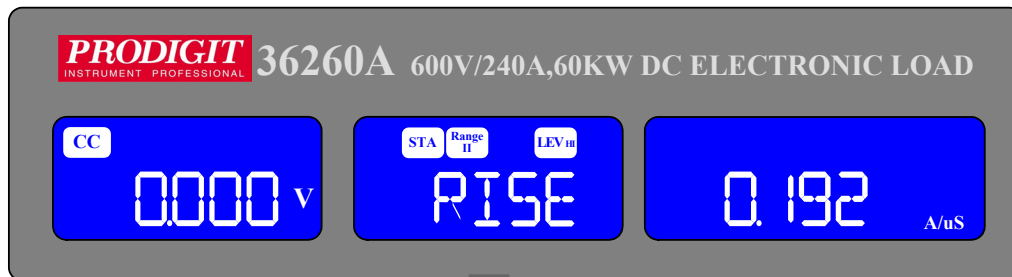 PRODIGIT
INSTRUMENT PROFESSIONAL
36260A 600V/240A,60KW DC ELECTRONIC LOAD
CC
0.000 V
STA Range II LEV HI
RISE
0.192 A/uS